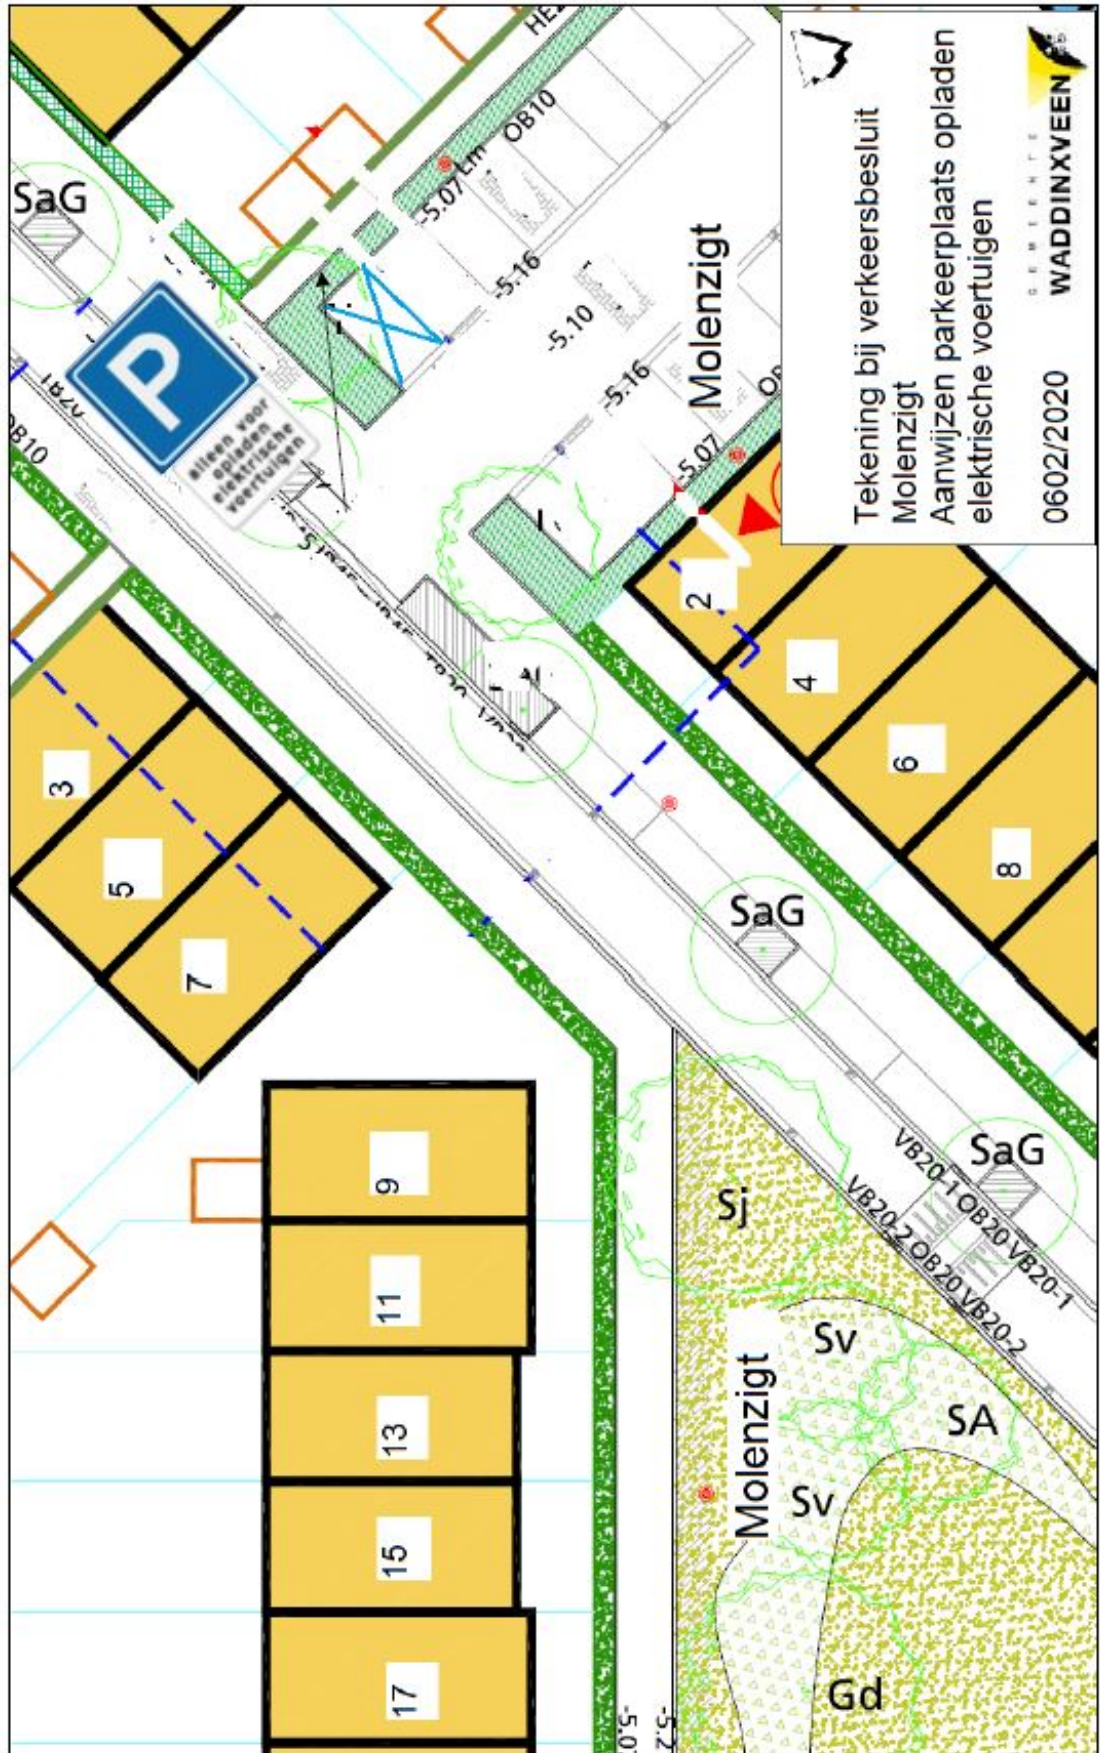 Tekening bij verkeersbesluit
Molenzigt
Aanwijzen parkeerplaats opladen
elektrische voertuigen
0602/2020
GEMEENTE
WADDINXVEEN
SaG
P
alleen voor
opladen
elektrische
voertuigen
OB10
-5.07
Lm
OB10
-5.16
-5.10
-5.16
-5.07
Molenzigt
2
4
6
8
3
5
7
9
11
13
15
17
SaG
SaG
VB20-1
OB20
VB20-1
VB20-2
OB20
VB20-2
Sj
Sv
SA
Sv
Molenzigt
Gd